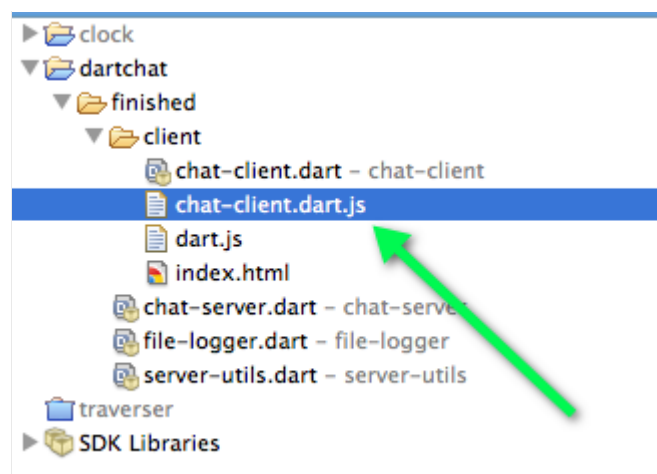 clock
dartchat
finished
client
chat-client.dart – chat-client
chat-client.dart.js
dart.js
index.html
chat-server.dart – chat-server
file-logger.dart – file-logger
server-utils.dart – server-utils
traverser
SDK Libraries